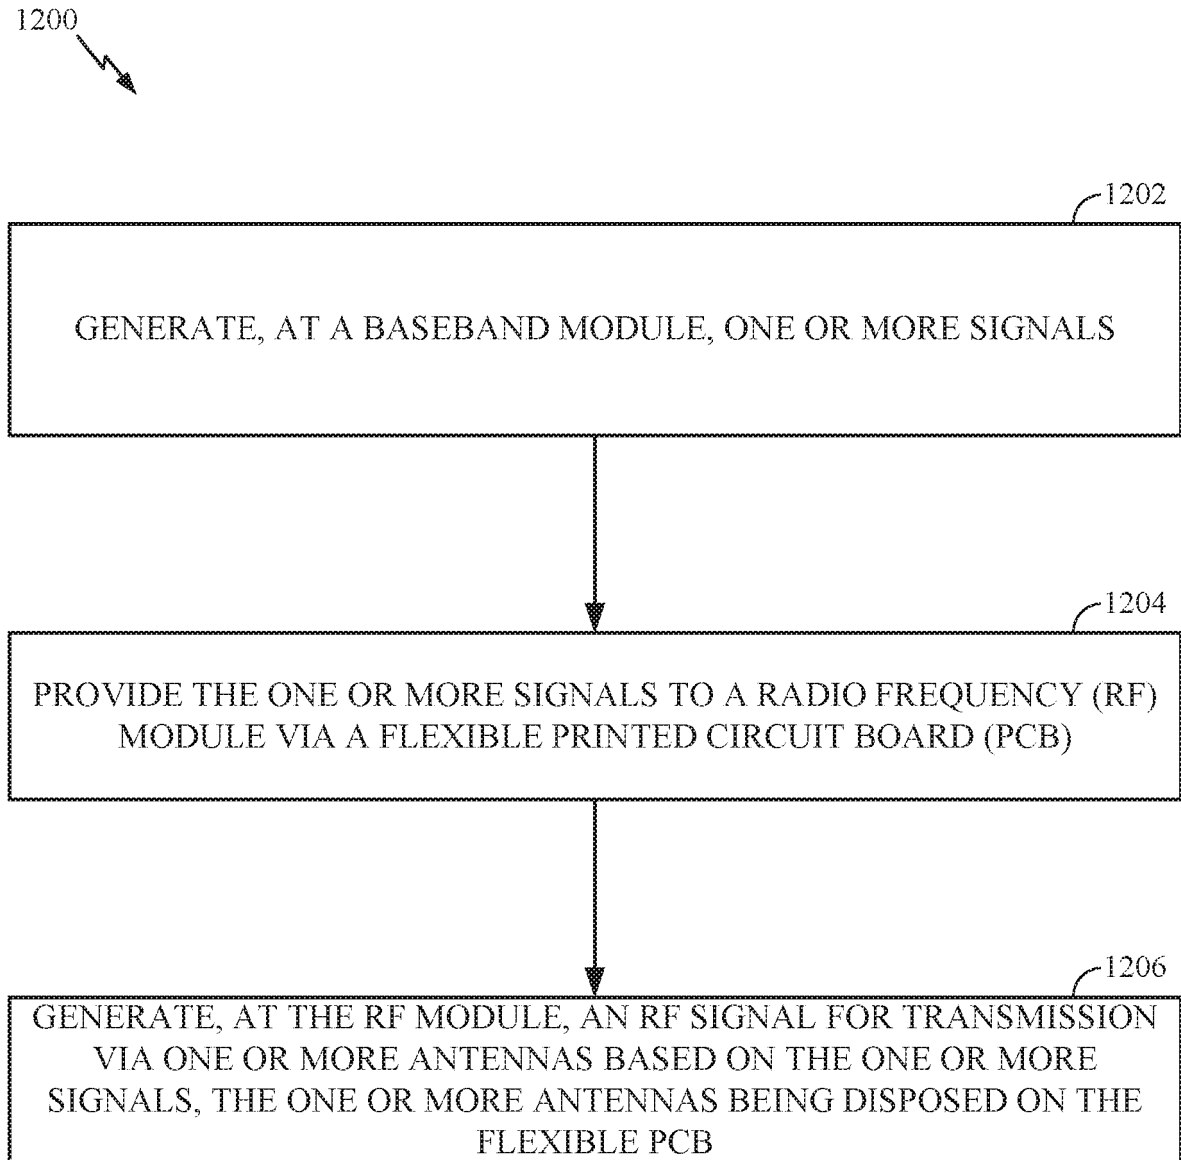 1200
1202
GENERATE, AT A BASEBAND MODULE, ONE OR MORE SIGNALS
1204
PROVIDE THE ONE OR MORE SIGNALS TO A RADIO FREQUENCY (RF)
MODULE VIA A FLEXIBLE PRINTED CIRCUIT BOARD (PCB)
1206
GENERATE, AT THE RF MODULE, AN RF SIGNAL FOR TRANSMISSION
VIA ONE OR MORE ANTENNAS BASED ON THE ONE OR MORE
SIGNALS, THE ONE OR MORE ANTENNAS BEING DISPOSED ON THE
FLEXIBLE PCB